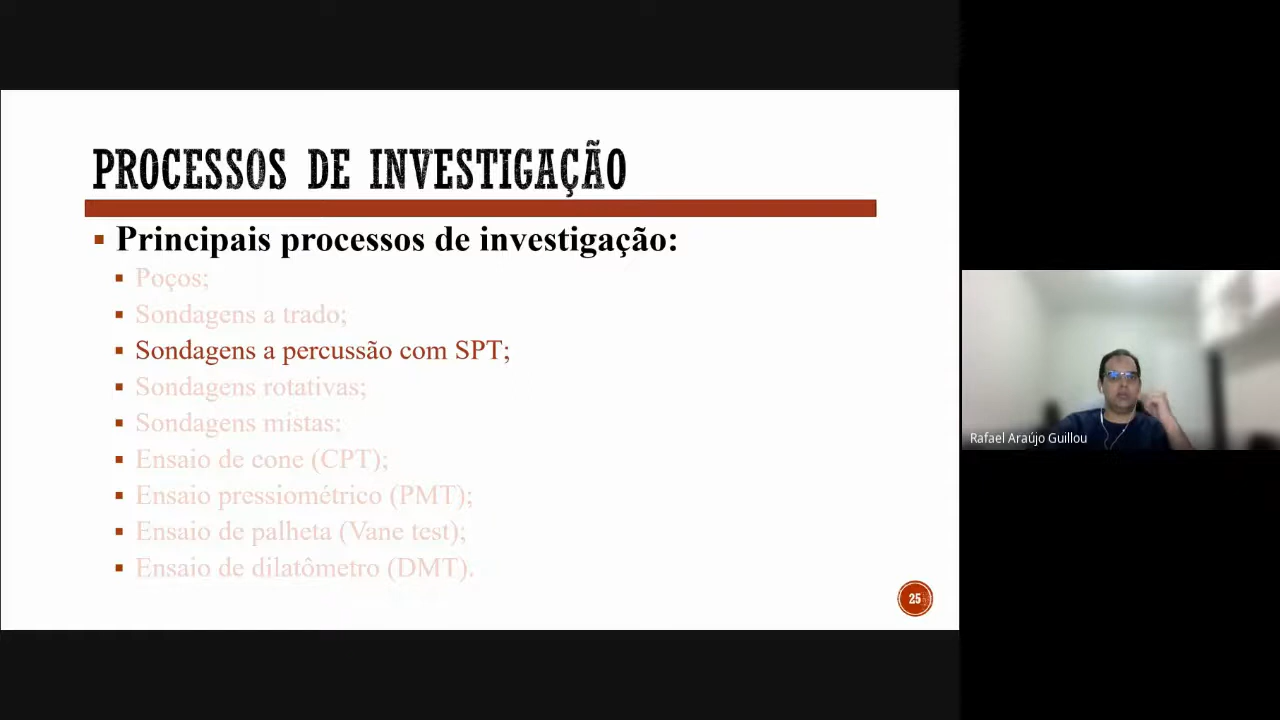 PROCESSOS DE INVESTIGAÇÃO
Principais processos de investigação:
Poços;
Sondagens a trado;
Sondagens a percussão com SPT;
Sondagens rotativas;
Sondagens mistas;
Ensaio de cone (CPT);
Ensaio pressiométrico (PMT);
Ensaio de palheta (Vane test);
Ensaio de dilatômetro (DMT).
25
Rafael Araújo Guillou